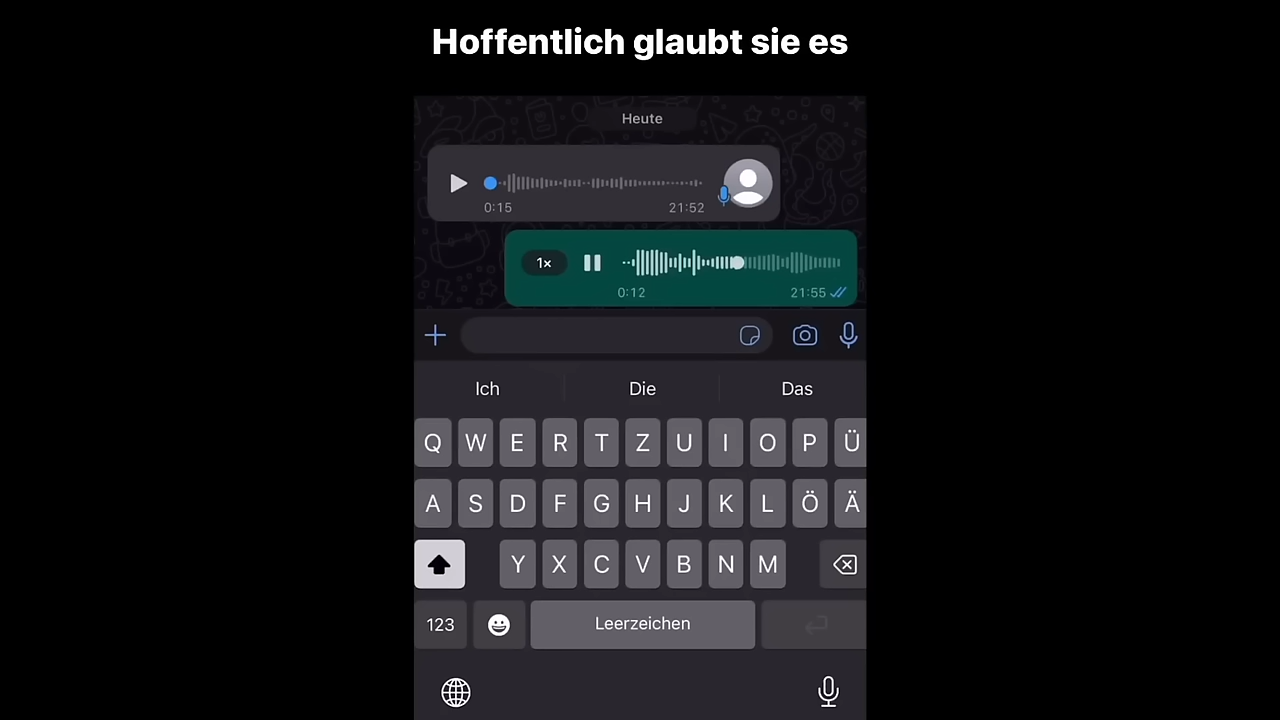 Hoffentlich glaubt sie es
Heute
0:15 21:52
1×
0:12 21:55
Ich Die Das
Q W E R T Z U I O P Ü
A S D F G H J K L Ö Ä
Y X C V B N M
123 Leerzeichen